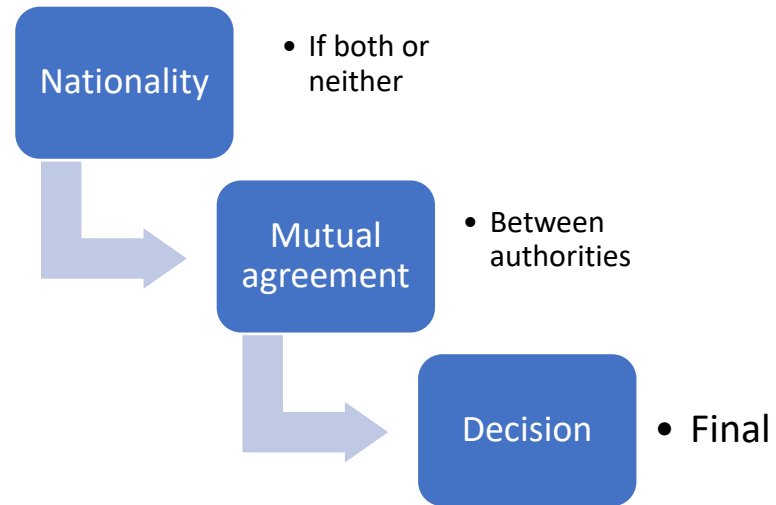 Nationality
• If both or
neither
Mutual
agreement
• Between
authorities
Decision
• Final